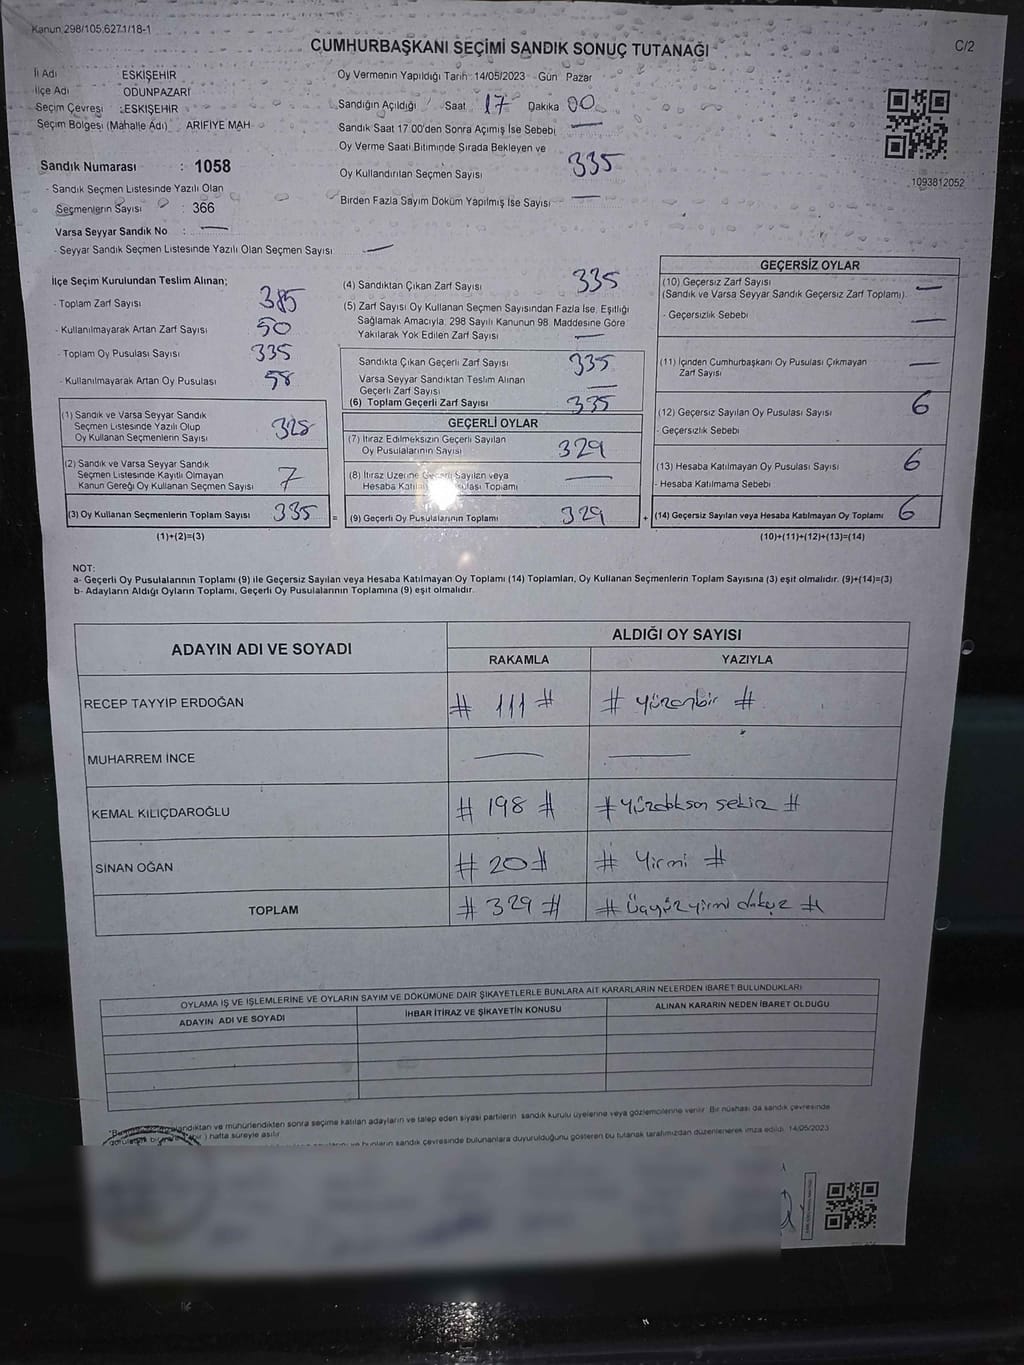 Kanun 298/105,6271/18-1
CUMHURBAŞKANI SEÇİMİ SANDIK SONUÇ TUTANAĞI
C/2
İl Adı ESKİŞEHİR
İlçe Adı ODUNPAZARI
Seçim Çevresi : ESKİŞEHİR
Seçim Bölgesi (Mahalle Adı) ARİFİYE MAH
Sandık Numarası : 1058
- Sandık Seçmen Listesinde Yazılı Olan
Seçmenlerin Sayısı : 366
Varsa Seyyar Sandık No : —
- Seyyar Sandık Seçmen Listesinde Yazılı Olan Seçmen Sayısı —
Oy Vermenin Yapıldığı Tarih 14/05/2023 - Gün Pazar
Sandığın Açıldığı Saat 17 Dakika 00
Sandık Saat 17 00'den Sonra Açımış İse Sebebi —
Oy Verme Saati Bitiminde Sırada Bekleyen ve
Oy Kullandırılan Seçmen Sayısı 335
Birden Fazla Sayım Döküm Yapılmış İse Sayısı —
1093812052
İlçe Seçim Kurulundan Teslim Alınan;
- Toplam Zarf Sayısı 385
- Kullanılmayarak Artan Zarf Sayısı 50
- Toplam Oy Pusulası Sayısı 335
- Kullanılmayarak Artan Oy Pusulası 58
(1) Sandık ve Varsa Seyyar Sandık
Seçmen Listesinde Yazılı Olup
Oy Kullanan Seçmenlerin Sayısı 328
(2) Sandık ve Varsa Seyyar Sandık
Seçmen Listesinde Kayıtlı Olmayan
Kanun Gereği Oy Kullanan Seçmen Sayısı 7
(3) Oy Kullanan Seçmenlerin Toplam Sayısı 335
(1)+(2)=(3)
(4) Sandıktan Çıkan Zarf Sayısı 335
(5) Zarf Sayısı Oy Kullanan Seçmen Sayısından Fazla İse, Eşitliği
Sağlamak Amacıyla, 298 Sayılı Kanunun 98. Maddesine Göre
Yakılarak Yok Edilen Zarf Sayısı —
Sandıkta Çıkan Geçerli Zarf Sayısı 335
Varsa Seyyar Sandıktan Teslim Alınan
Geçerli Zarf Sayısı —
(6) Toplam Geçerli Zarf Sayısı 335
GEÇERLİ OYLAR
(7) İtiraz Edilmeksizin Geçerli Sayılan
Oy Pusulalarının Sayısı 329
(8) İtiraz Üzerine Geçerli Sayılan veya
Hesaba Toplamı —
= (9) Geçerli Oy Pusulalarının Toplamı 329 +
GEÇERSİZ OYLAR
(10) Geçersiz Zarf Sayısı —
(Sandık ve Varsa Seyyar Sandık Geçersiz Zarf Toplamı)
- Geçersizlik Sebebi —
(11) İçinden Cumhurbaşkanı Oy Pusulası Çıkmayan
Zarf Sayısı —
(12) Geçersiz Sayılan Oy Pusulası Sayısı 6
- Geçersizlik Sebebi
(13) Hesaba Katılmayan Oy Pusulası Sayısı 6
- Hesaba Katılmama Sebebi
(14) Geçersiz Sayılan veya Hesaba Katılmayan Oy Toplamı 6
(10)+(11)+(12)+(13)=(14)
NOT:
a- Geçerli Oy Pusulalarının Toplamı (9) ile Geçersiz Sayılan veya Hesaba Katılmayan Oy Toplamı (14) Toplamları, Oy Kullanan Seçmenlerin Toplam Sayısına (3) eşit olmalıdır. (9)+(14)=(3)
b- Adayların Aldığı Oyların Toplamı, Geçerli Oy Pusulalarının Toplamına (9) eşit olmalıdır.
ADAYIN ADI VE SOYADI
ALDIĞI OY SAYISI
RAKAMLA YAZIYLA
RECEP TAYYİP ERDOĞAN # 111 # # yüzonbir #
MUHARREM İNCE — —
KEMAL KILIÇDAROĞLU # 198 # # yüzdoksan sekiz #
SİNAN OĞAN # 20 # # Yirmi #
TOPLAM # 329 # # üçyüzyirmi dokuz #
OYLAMA İŞ VE İŞLEMLERİNE VE OYLARIN SAYIM VE DÖKÜMÜNE DAİR ŞİKAYETLERLE BUNLARA AİT KARARLARIN NELERDEN İBARET BULUNDUKLARI
ADAYIN ADI VE SOYADI İHBAR İTİRAZ VE ŞİKAYETİN KONUSU ALINAN KARARIN NEDEN İBARET OLDUĞU
ve mühürlendikten sonra seçime katılan adayların ve talep eden siyasi partilerin sandık kurulu üyelerine veya gözlemcilerine verilir. Bir nüshası da sandık çevresinde
hafta süreyle asılır.
bunların sandık çevresinde bulunanlara duyurulduğunu gösteren bu tutanak tarafımızdan düzenlenerek imza edildi. 14/05/2023